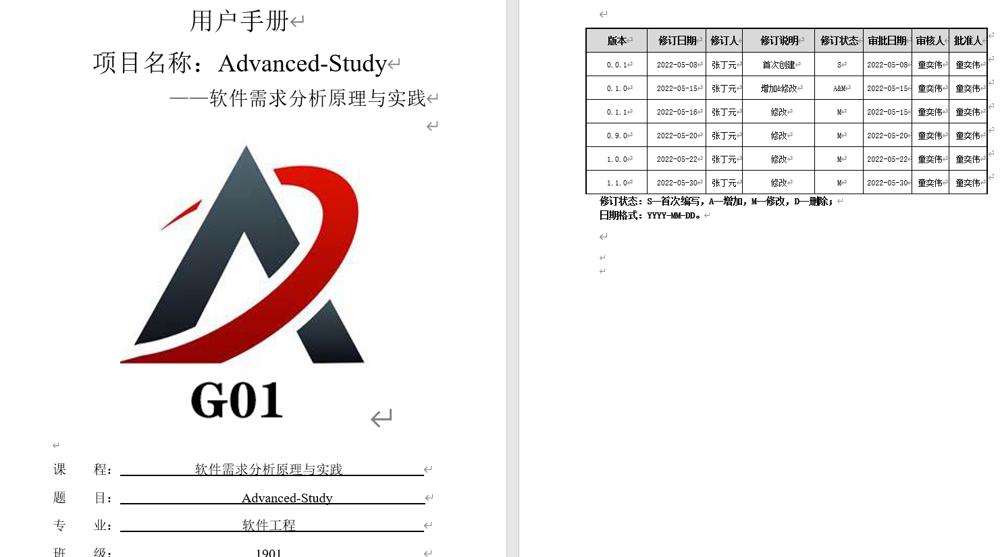 用户手册
项目名称：Advanced-Study
——软件需求分析原理与实践
G01
课 程： 软件需求分析原理与实践
题 目： Advanced-Study
专 业： 软件工程
班 级： 1901
版本 修订日期 修订人 修订说明 修订状态 审批日期 审核人 批准人
0.0.1 2022-05-08 张丁元 首次创建 S 2022-05-08 童奕伟 童奕伟
0.1.0 2022-05-15 张丁元 增加&修改 A&M 2022-05-15 童奕伟 童奕伟
0.1.1 2022-05-16 张丁元 修改 M 2022-05-15 童奕伟 童奕伟
0.9.0 2022-05-20 张丁元 修改 M 2022-05-20 童奕伟 童奕伟
1.0.0 2022-05-22 张丁元 修改 M 2022-05-22 童奕伟 童奕伟
1.1.0 2022-05-30 张丁元 修改 M 2022-05-30 童奕伟 童奕伟
修订状态：S--首次编写，A--增加，M--修改，D--删除；
日期格式：YYYY-MM-DD。